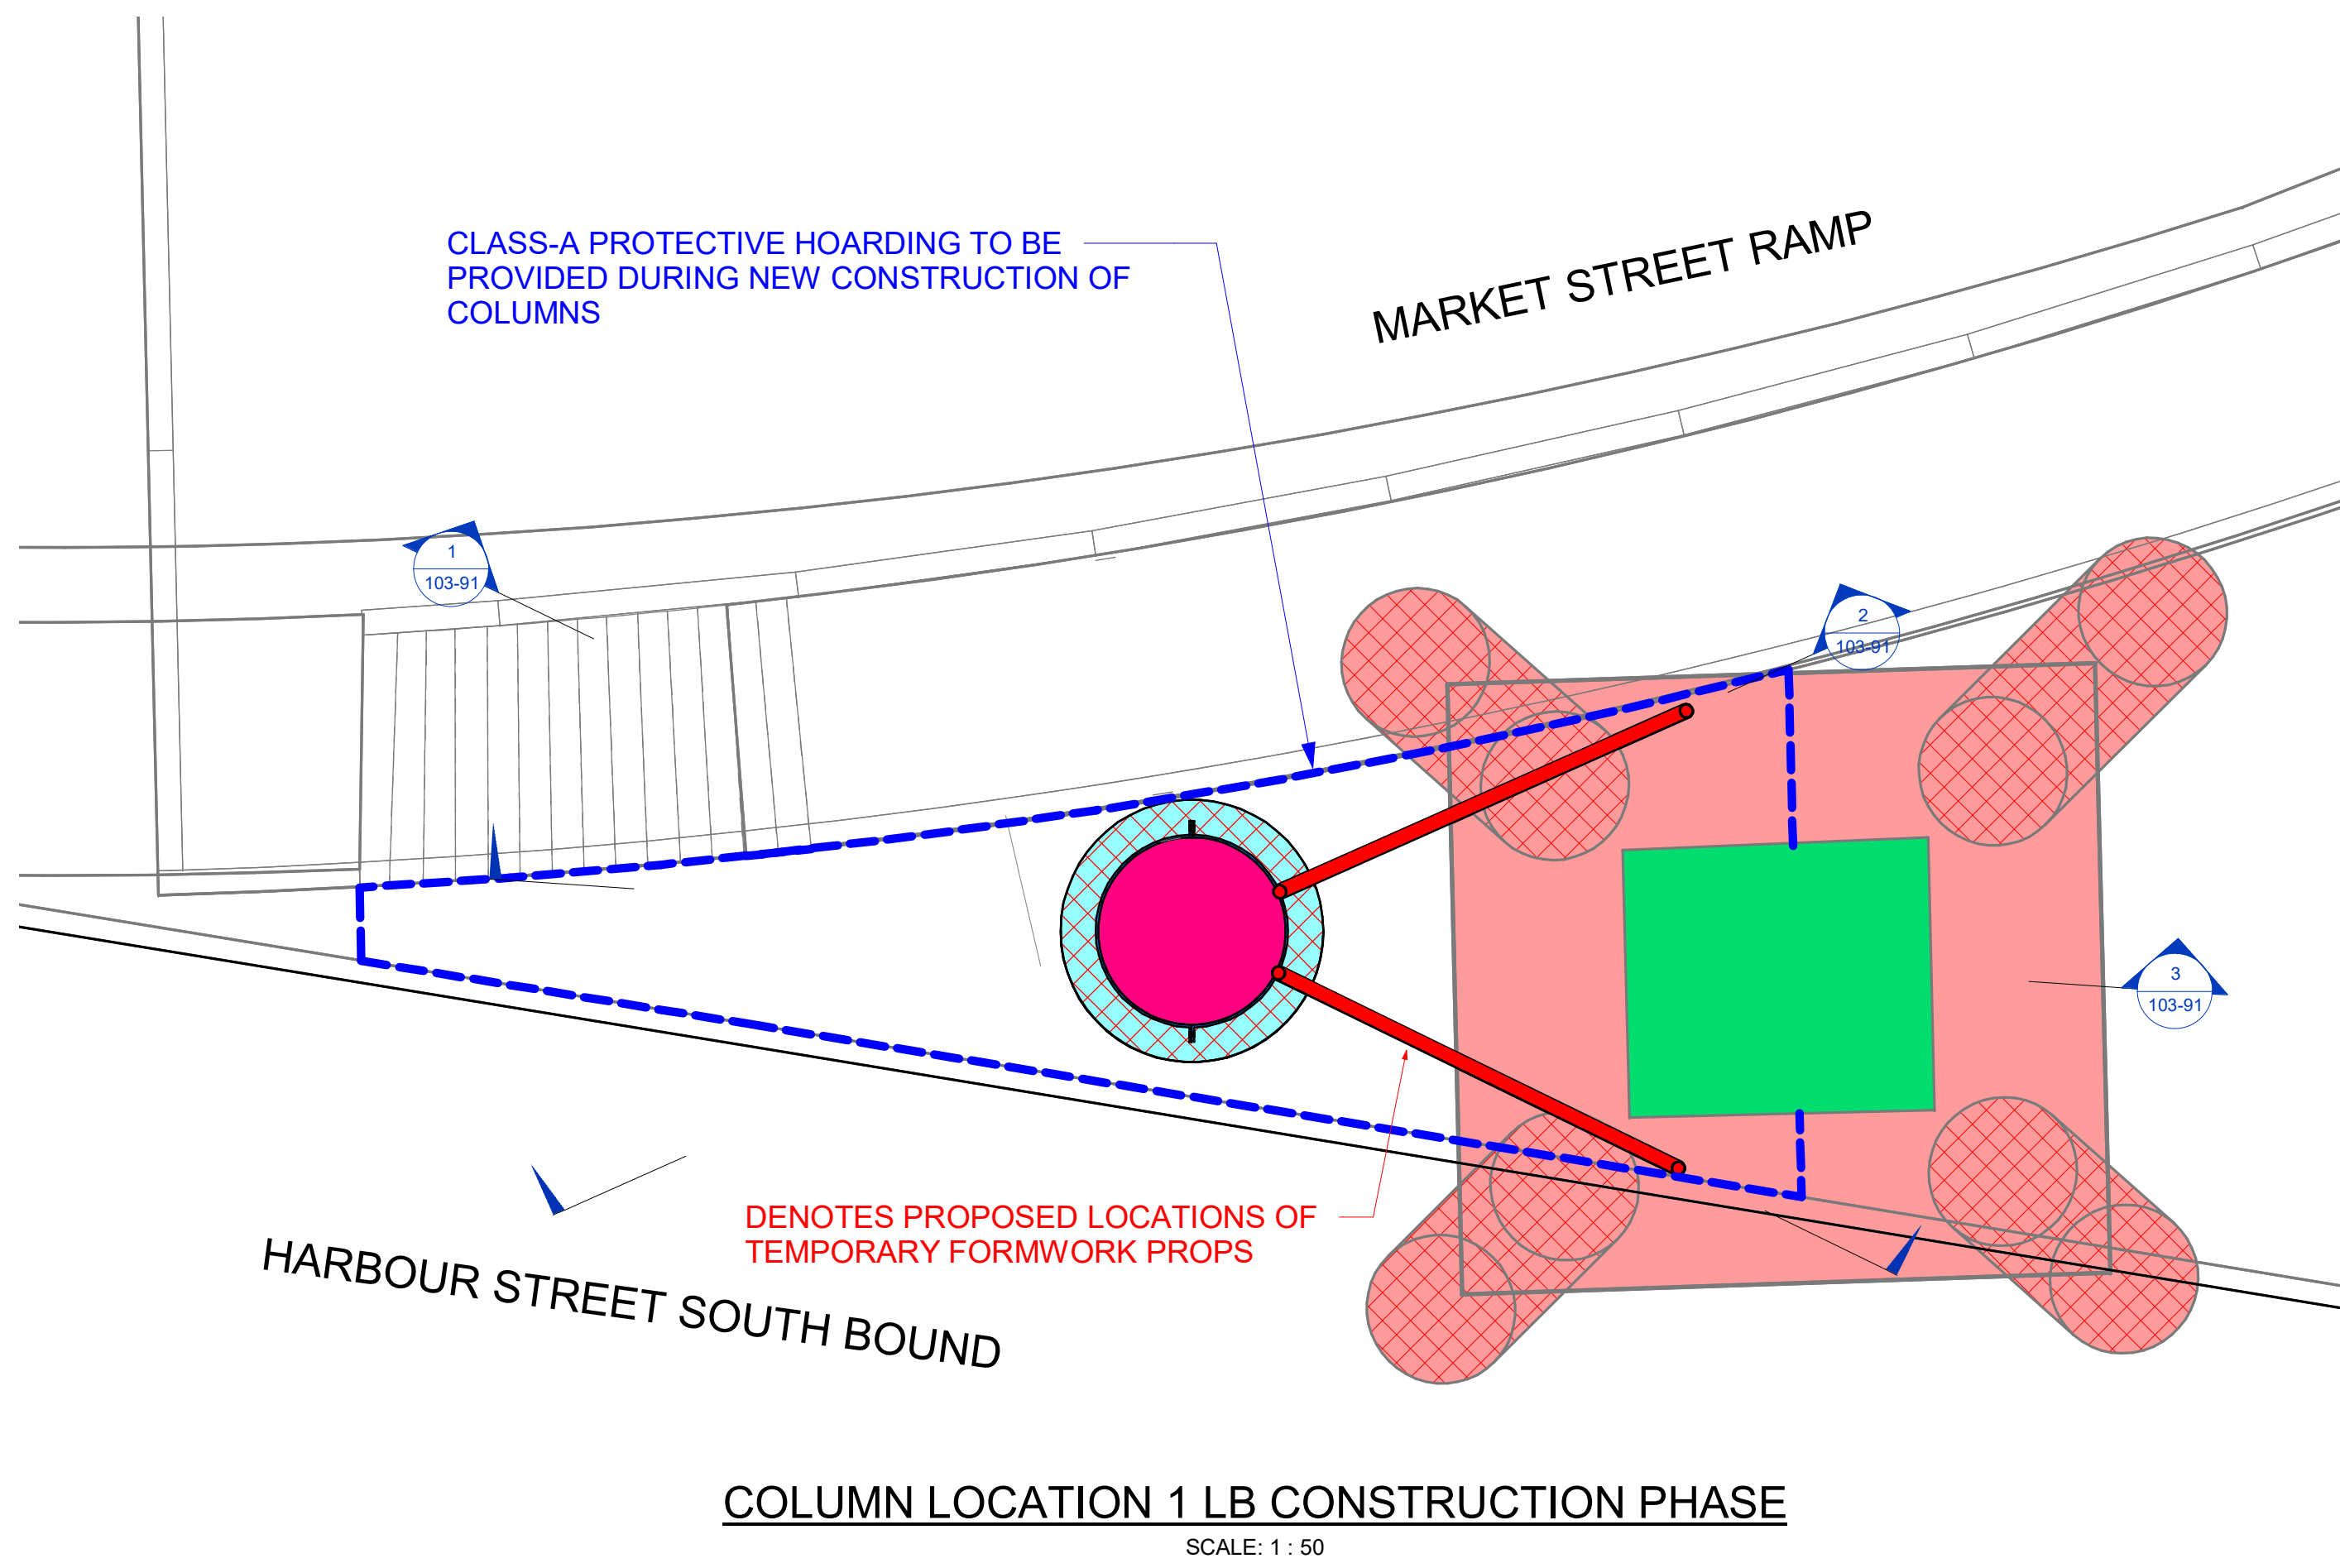 CLASS-A PROTECTIVE HOARDING TO BE
PROVIDED DURING NEW CONSTRUCTION OF
COLUMNS
MARKET STREET RAMP
1
103-91
2
103-91
3
103-91
DENOTES PROPOSED LOCATIONS OF
TEMPORARY FORMWORK PROPS
HARBOUR STREET SOUTH BOUND
COLUMN LOCATION 1 LB CONSTRUCTION PHASE
SCALE: 1 : 50